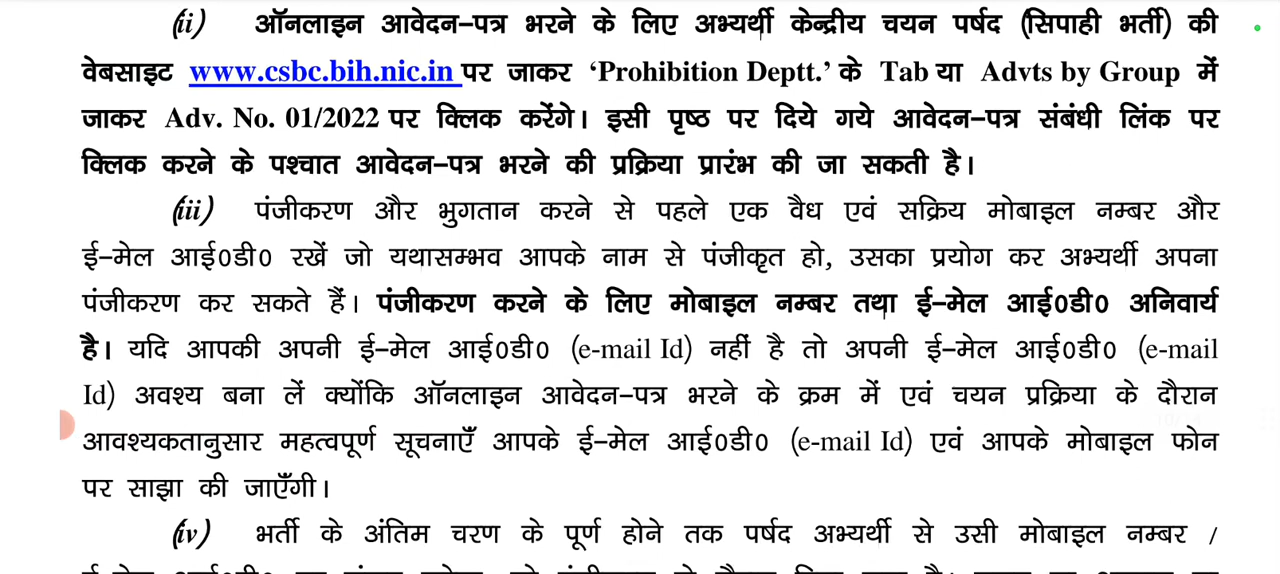 (ii) ऑनलाइन आवेदन–पत्र भरने के लिए अभ्यर्थी केन्द्रीय चयन पर्षद (सिपाही भर्ती) की
वेबसाइट www.csbc.bih.nic.in पर जाकर ‘Prohibition Deptt.’ के Tab या Advts by Group में
जाकर Adv. No. 01/2022 पर क्लिक करेंगे। इसी पृष्ठ पर दिये गये आवेदन–पत्र संबंधी लिंक पर
क्लिक करने के पश्चात आवेदन–पत्र भरने की प्रक्रिया प्रारंभ की जा सकती है।
(iii) पंजीकरण और भुगतान करने से पहले एक वैध एवं सक्रिय मोबाइल नम्बर और
ई–मेल आई0डी0 रखें जो यथासम्भव आपके नाम से पंजीकृत हो, उसका प्रयोग कर अभ्यर्थी अपना
पंजीकरण कर सकते हैं। पंजीकरण करने के लिए मोबाइल नम्बर तथा ई–मेल आई0डी0 अनिवार्य
है। यदि आपकी अपनी ई–मेल आई0डी0 (e-mail Id) नहीं है तो अपनी ई–मेल आई0डी0 (e-mail
Id) अवश्य बना लें क्योंकि ऑनलाइन आवेदन–पत्र भरने के क्रम में एवं चयन प्रक्रिया के दौरान
आवश्यकतानुसार महत्वपूर्ण सूचनाएँ आपके ई–मेल आई0डी0 (e-mail Id) एवं आपके मोबाइल फोन
पर साझा की जाएँगी।
(iv) भर्ती के अंतिम चरण के पूर्ण होने तक पर्षद अभ्यर्थी से उसी मोबाइल नम्बर /